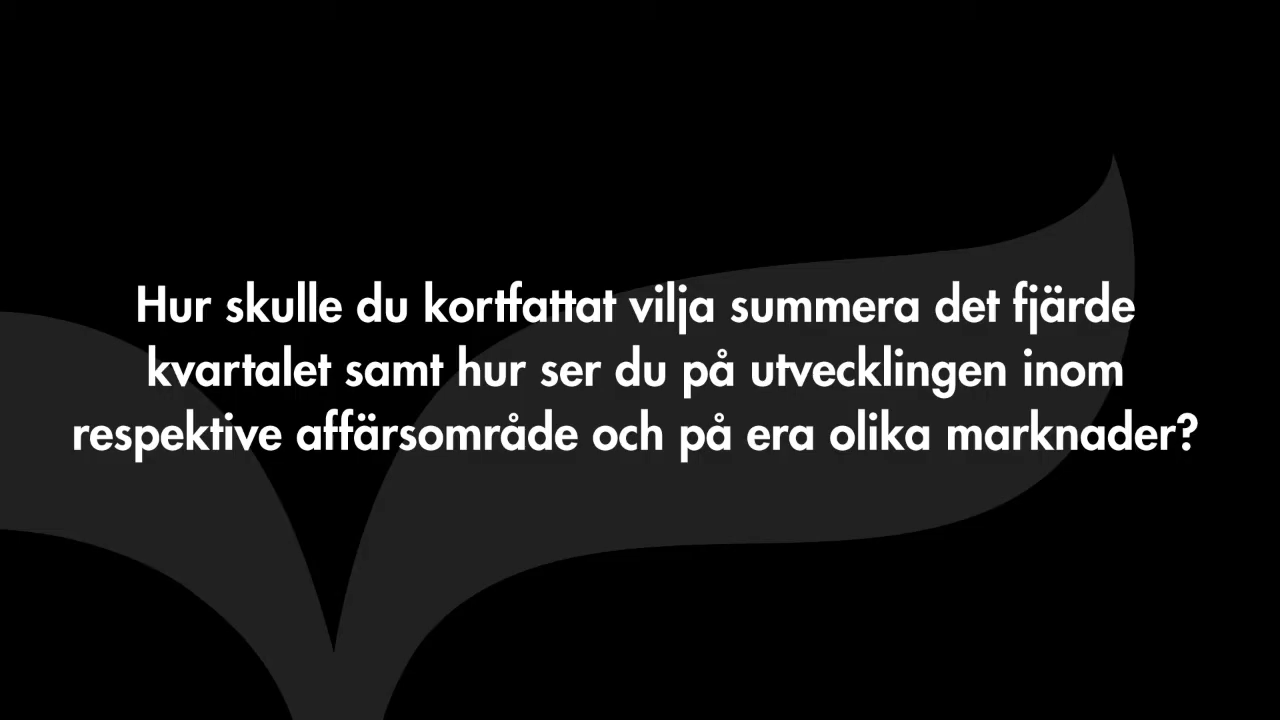 Hur skulle du kortfattat vilja summera det fjärde
kvartalet samt hur ser du på utvecklingen inom
respektive affärsområde och på era olika marknader?